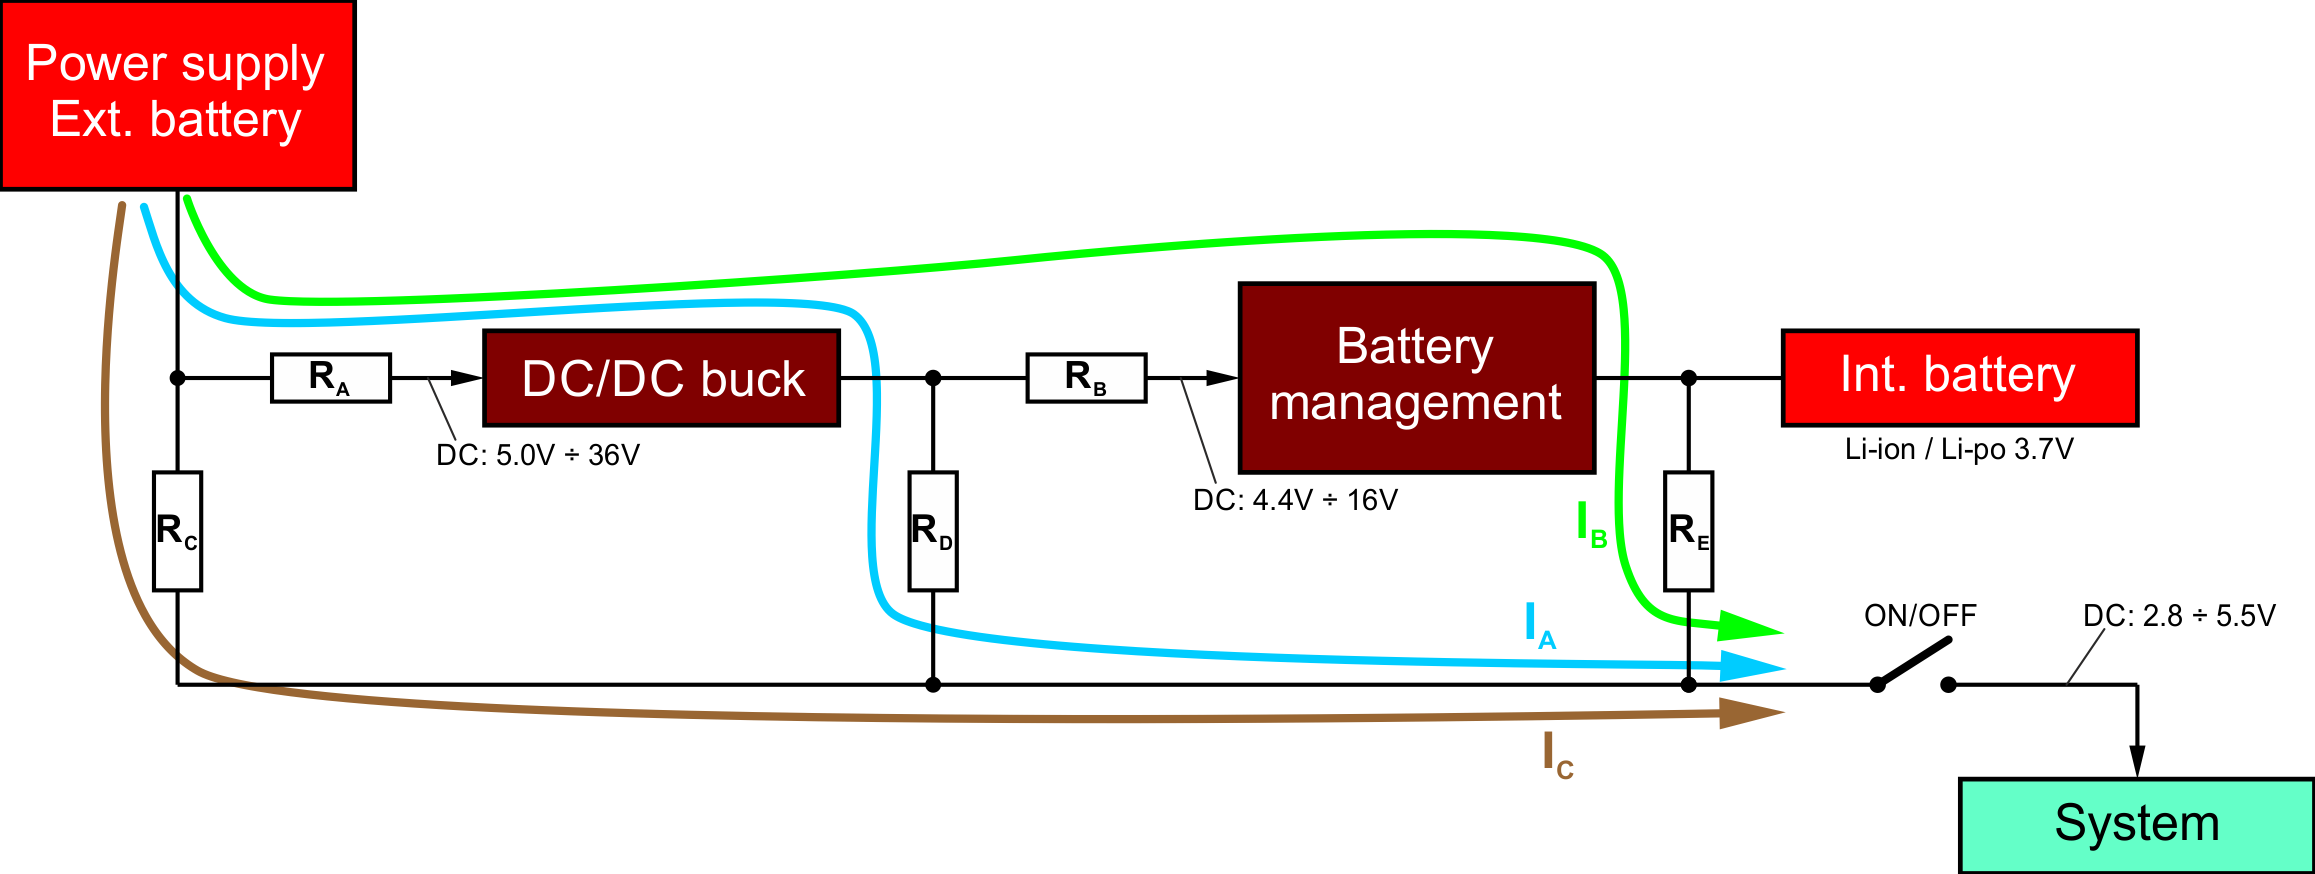 Power supply
Ext. battery
RA
DC/DC buck
RB
Battery
management
Int. battery
DC: 5.0V ÷ 36V
Li-ion / Li-po 3.7V
DC: 4.4V ÷ 16V
RC
RD
IB
RE
IA
ON/OFF
DC: 2.8 ÷ 5.5V
IC
System